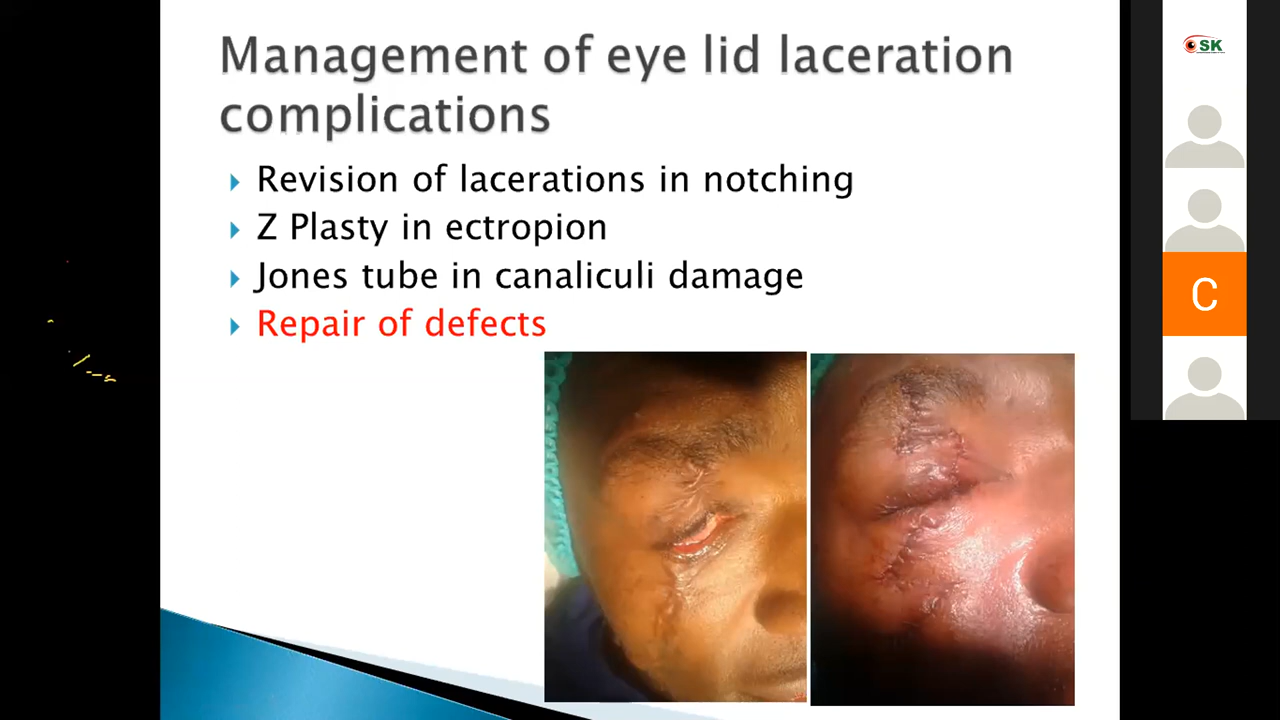 Management of eye lid laceration
complications
Revision of lacerations in notching
Z Plasty in ectropion
Jones tube in canaliculi damage
Repair of defects
OSK
C